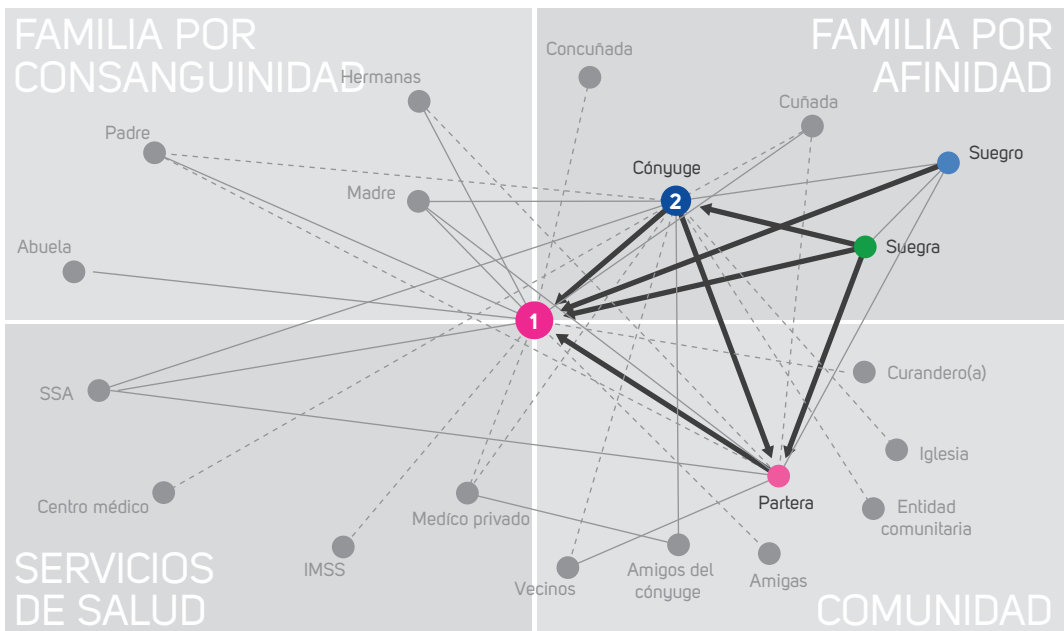 FAMILIA POR
CONSANGUINIDAD
FAMILIA POR
AFINIDAD
Concuñada
Hermanas
Cuñada
Padre
Suegro
Cónyuge
Madre
2
Abuela
Suegra
1
SSA
Curandero(a)
Iglesia
Centro médico
Medíco privado
Partera
Entidad
comunitaria
IMSS
Vecinos
Amigos del
cónyuge
Amigas
SERVICIOS
DE SALUD
COMUNIDAD